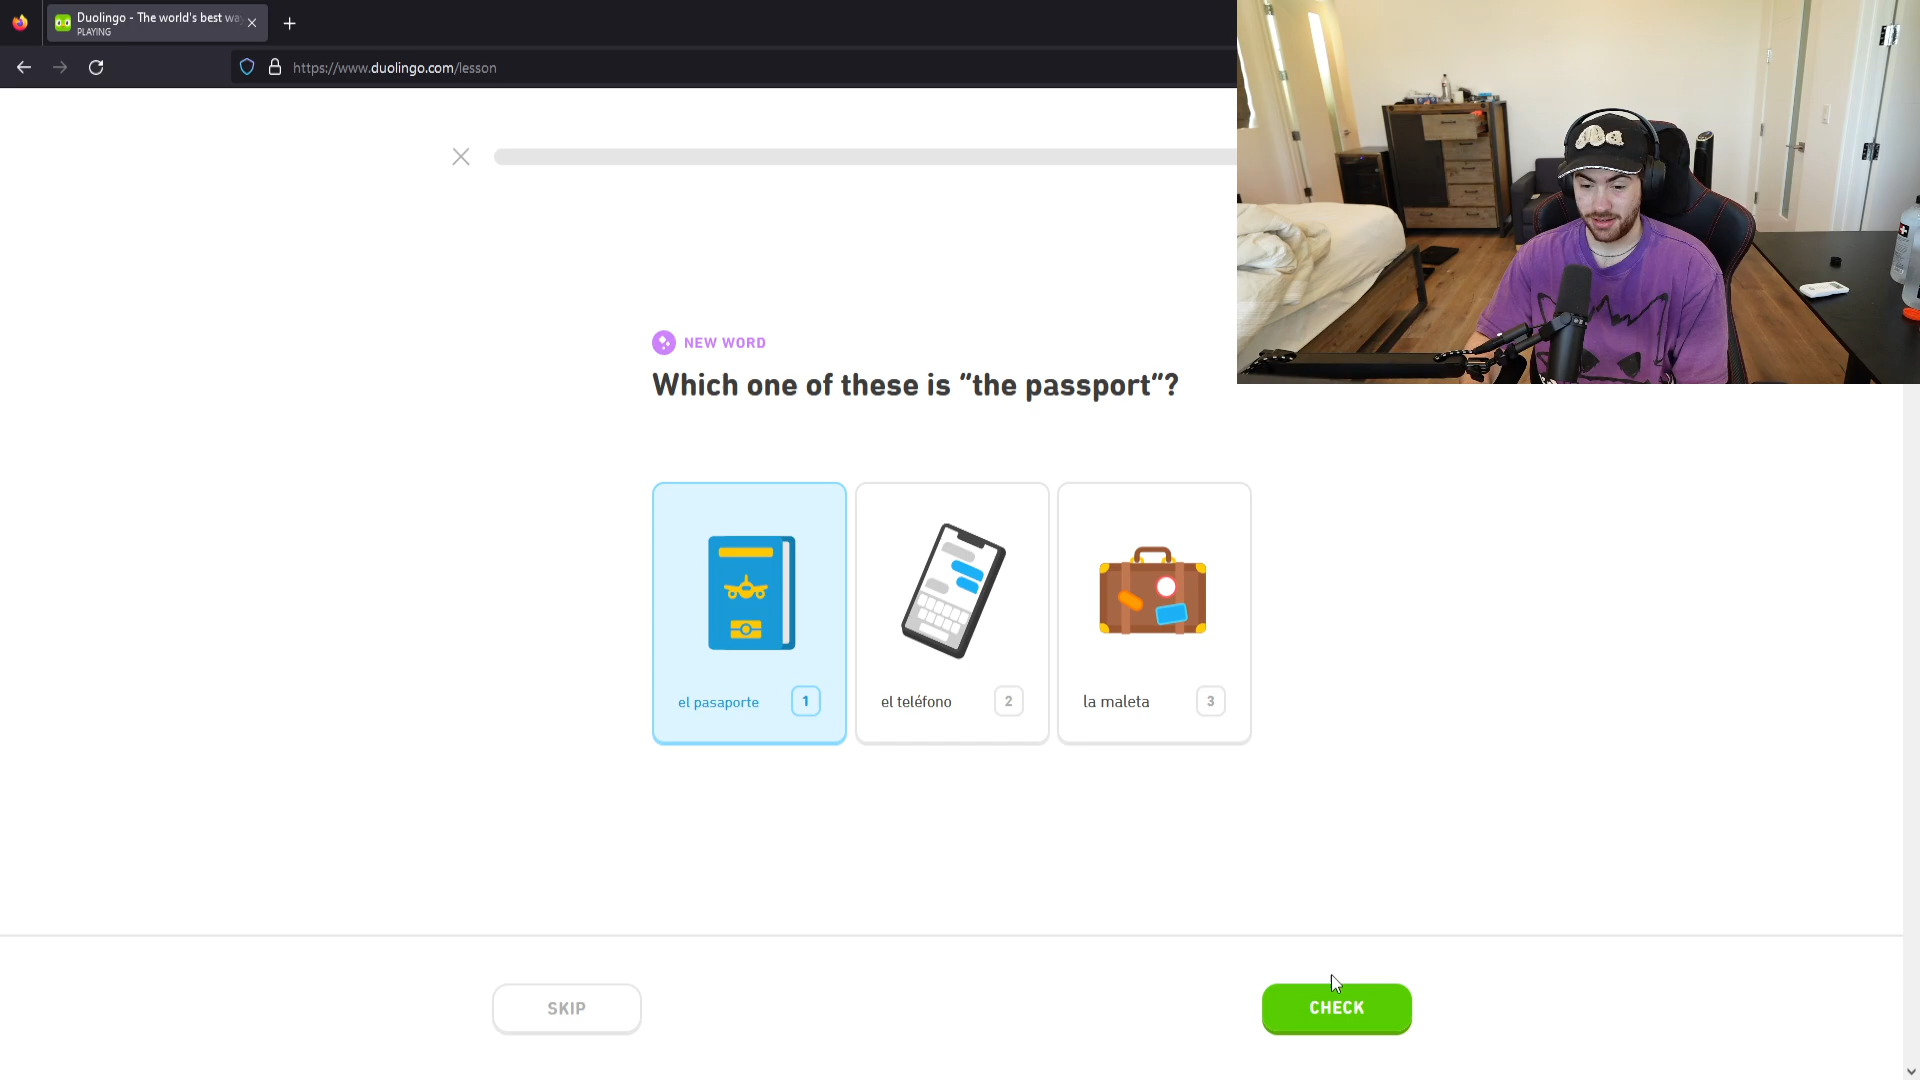 Duolingo - The world's best wa
PLAYING
https://www.duolingo.com/lesson
NEW WORD
Which one of these is “the passport”?
el pasaporte 1
el teléfono 2
la maleta 3
SKIP
CHECK